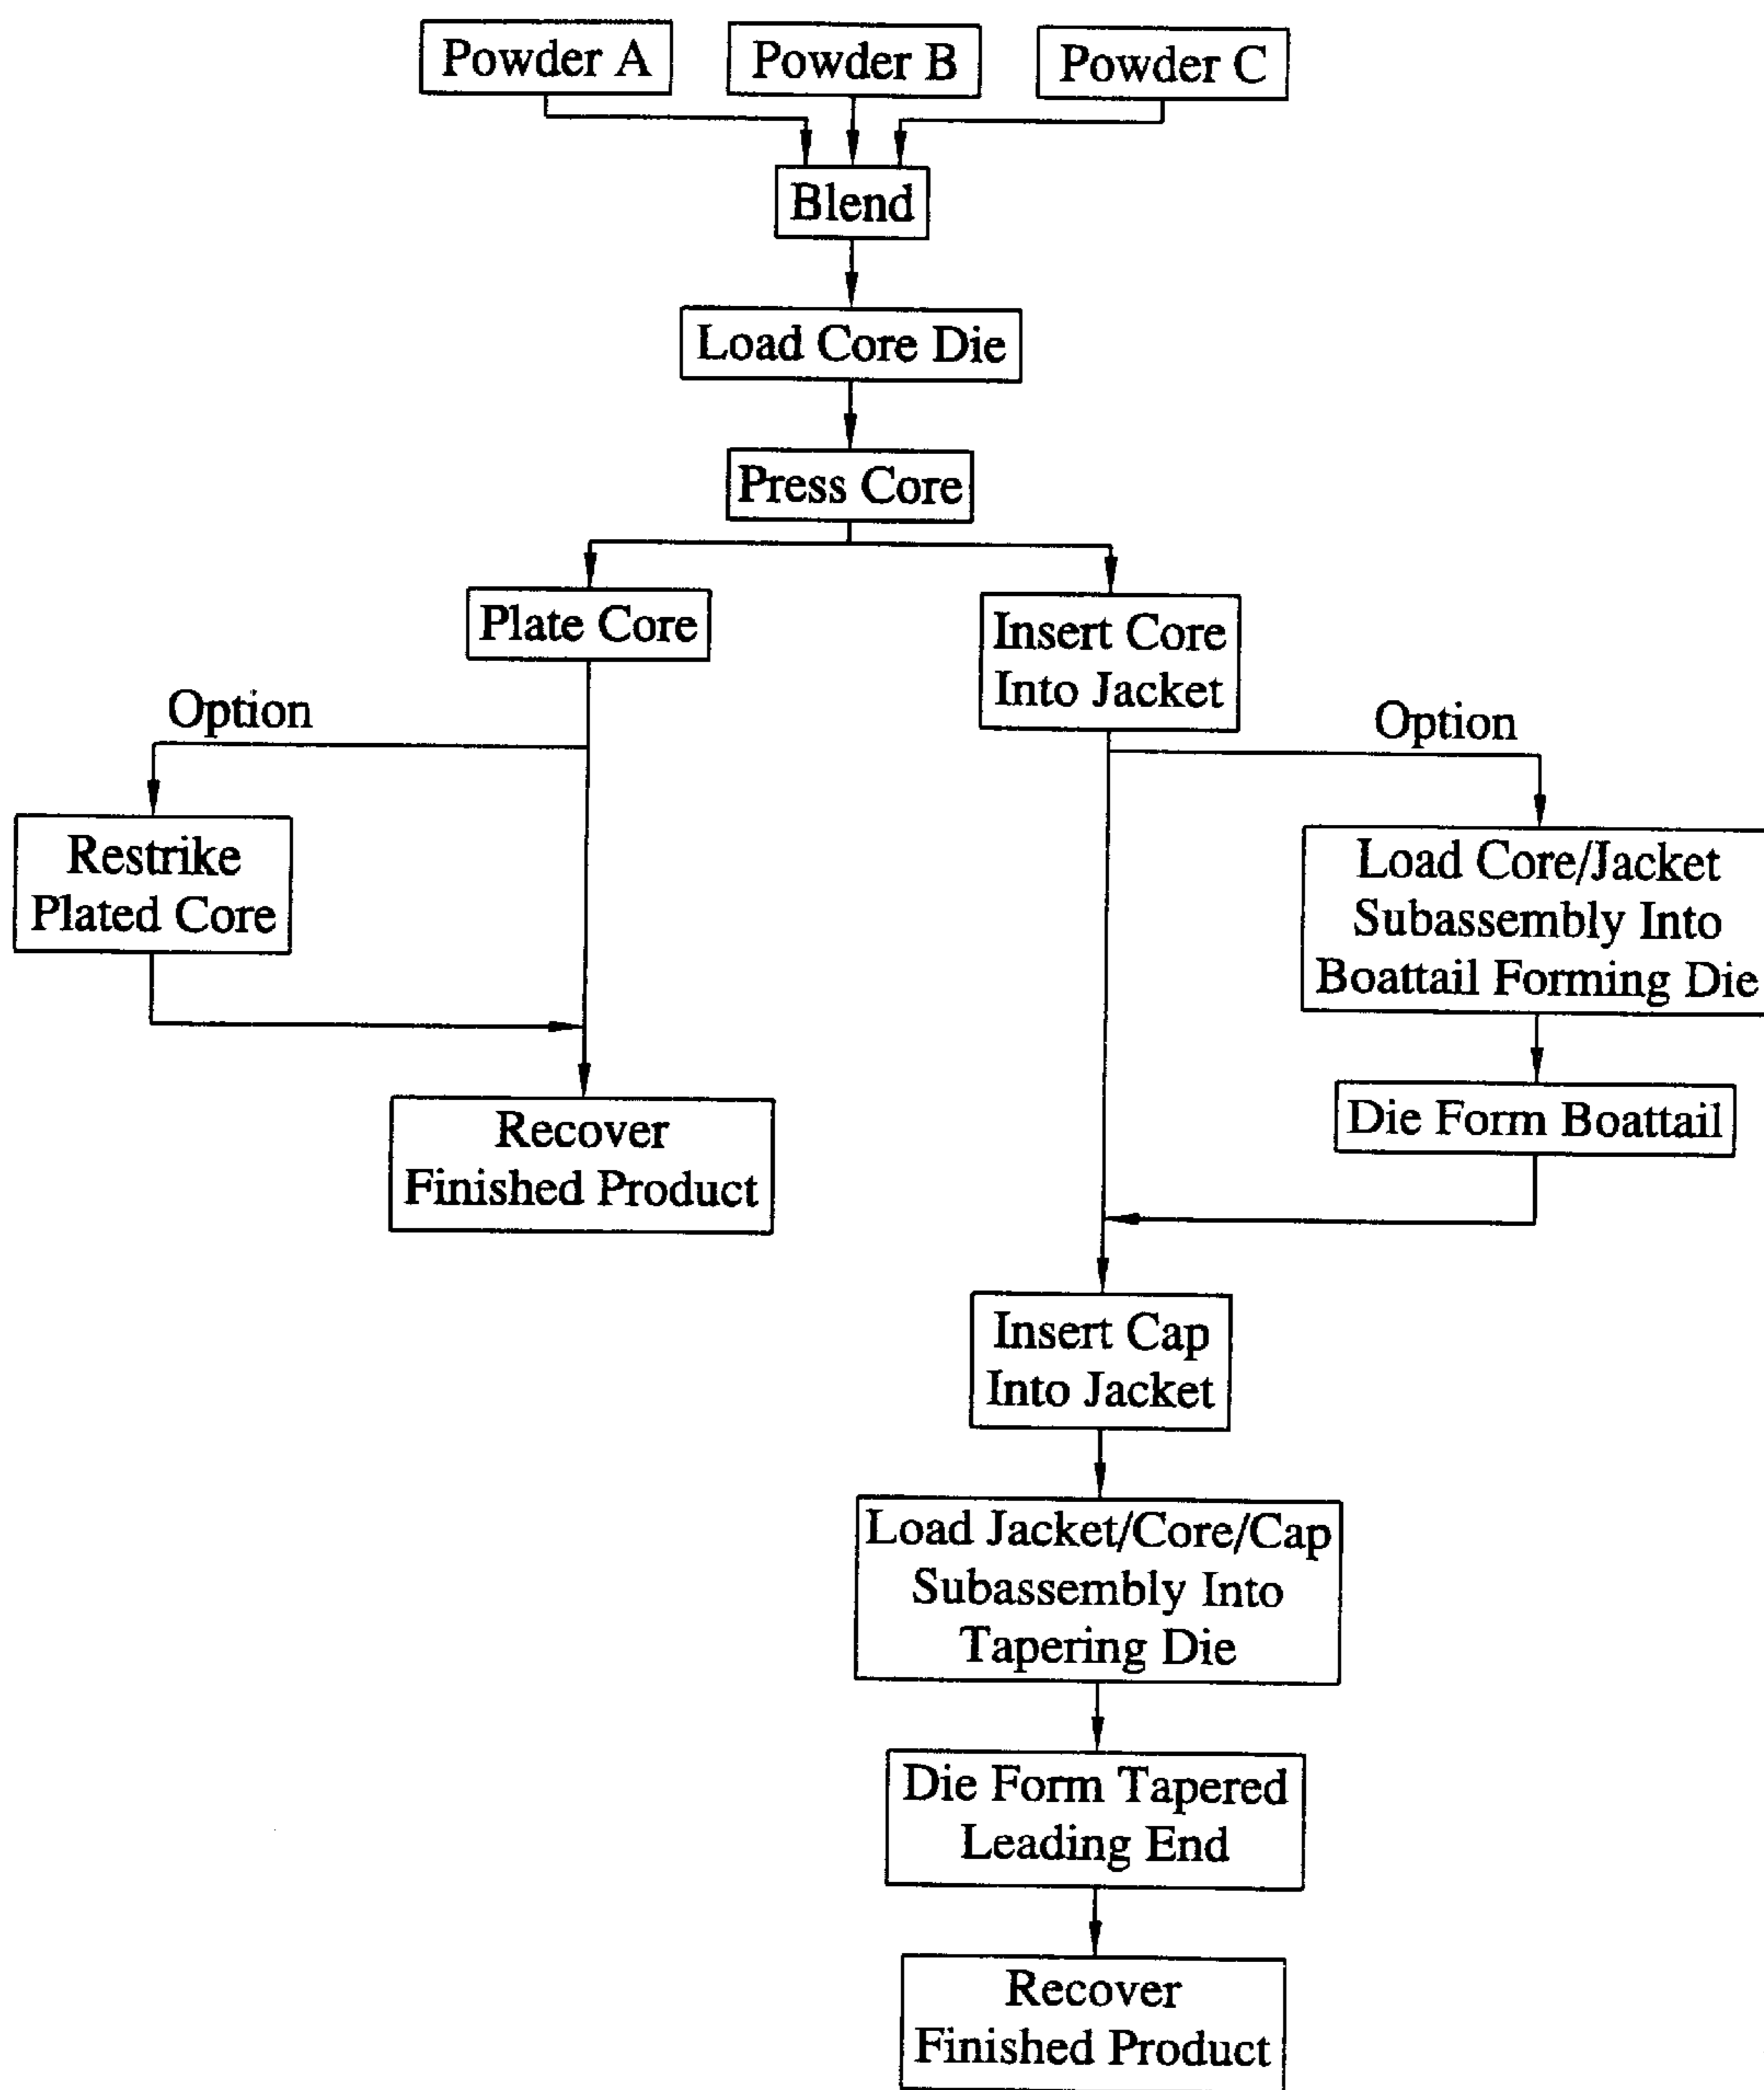 Powder A
Powder B
Powder C
Blend
Load Core Die
Press Core
Plate Core
Insert Core
Into Jacket
Option
Option
Restrike
Plated Core
Load Core/Jacket
Subassembly Into
Boattail Forming Die
Die Form Boattail
Recover
Finished Product
Insert Cap
Into Jacket
Load Jacket/Core/Cap
Subassembly Into
Tapering Die
Die Form Tapered
Leading End
Recover
Finished Product